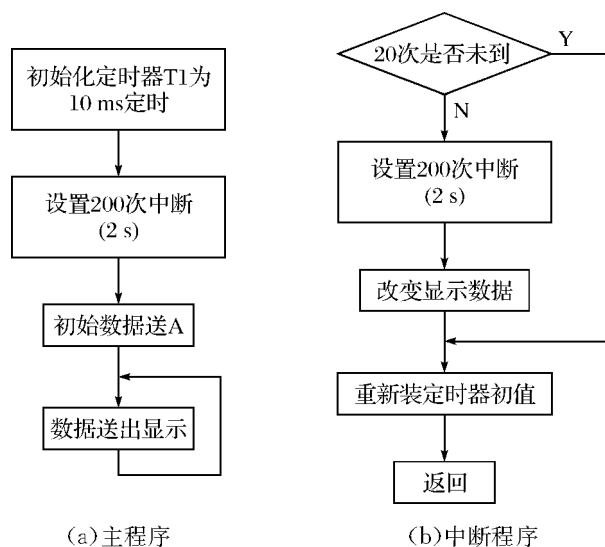 初始化定时器T1为
10 ms定时
设置200次中断
(2 s)
初始数据送A
数据送出显示
(a)主程序
20次是否未到
Y
N
设置200次中断
(2 s)
改变显示数据
重新装定时器初值
返回
(b)中断程序